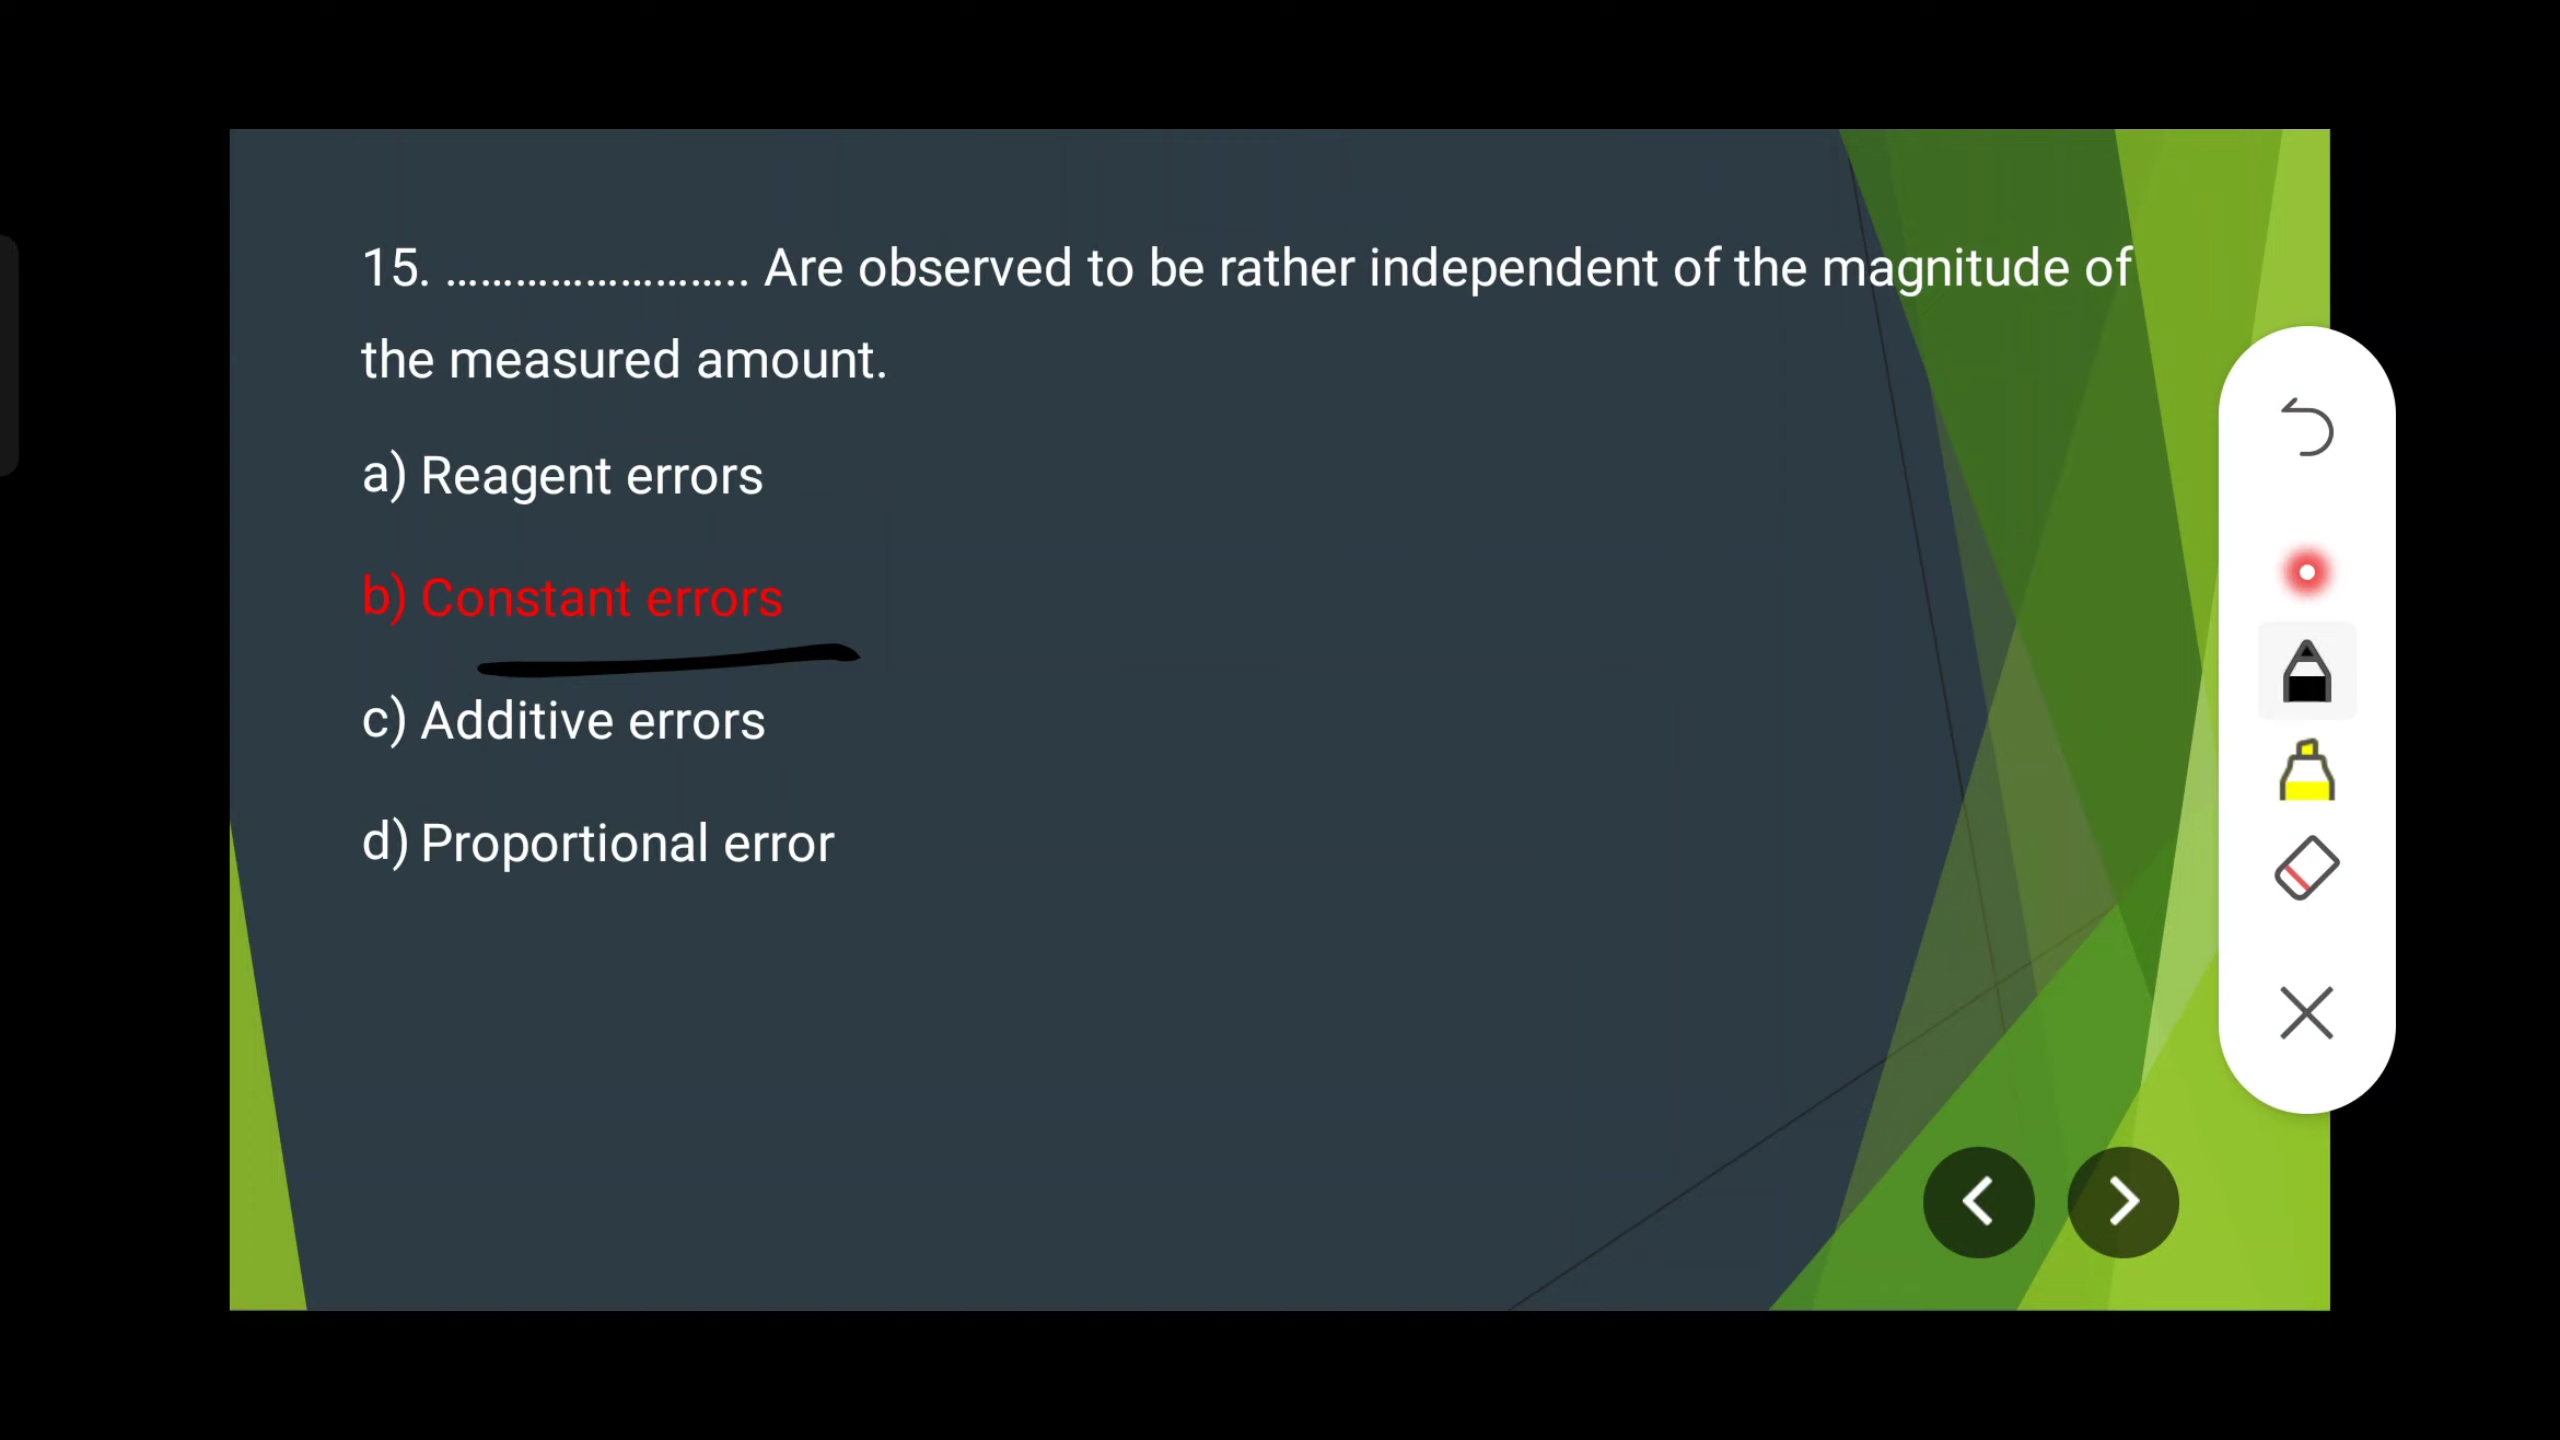 15. .......................... Are observed to be rather independent of the magnitude of
the measured amount.
a) Reagent errors
b) Constant errors
c) Additive errors
d) Proportional error